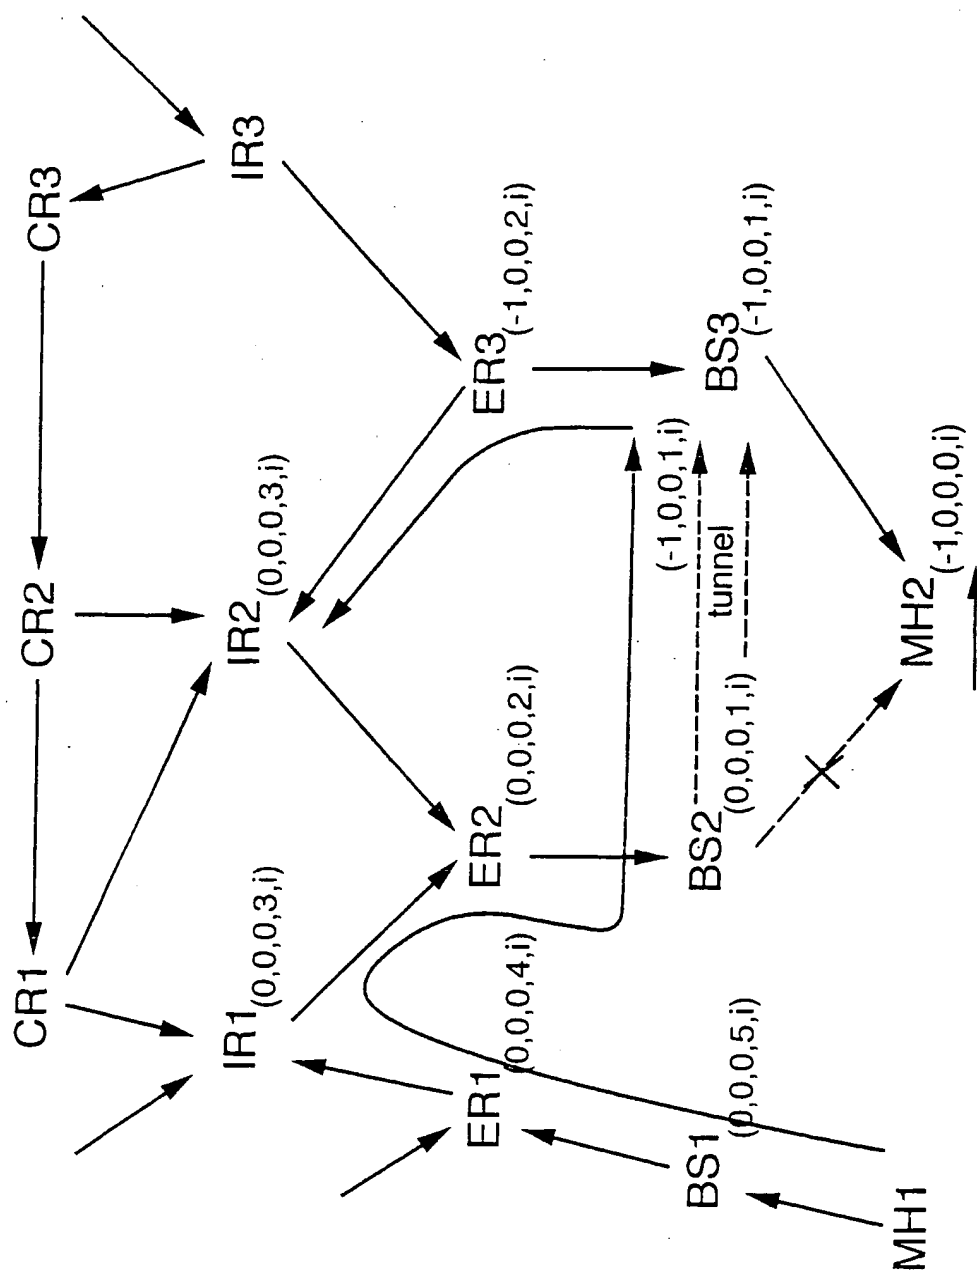 CR1
CR2
CR3
IR1 (0,0,0,3,i)
IR2 (0,0,0,3,i)
IR3
ER1 (0,0,0,4,i)
ER2 (0,0,0,2,i)
ER3 (-1,0,0,2,i)
(-1,0,0,1,i)
tunnel
BS1 (0,0,0,5,i)
BS2 (0,0,0,1,i)
BS3 (-1,0,0,1,i)
MH1
MH2 (-1,0,0,0,i)